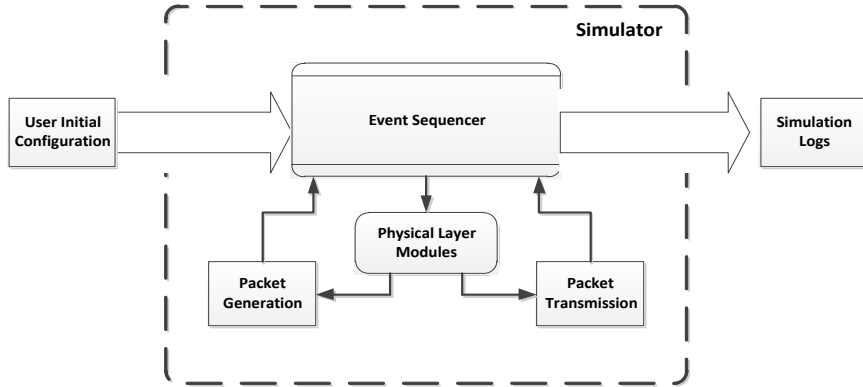 Simulator
User Initial
Configuration
Event Sequencer
Simulation
Logs
Physical Layer
Modules
Packet
Generation
Packet
Transmission